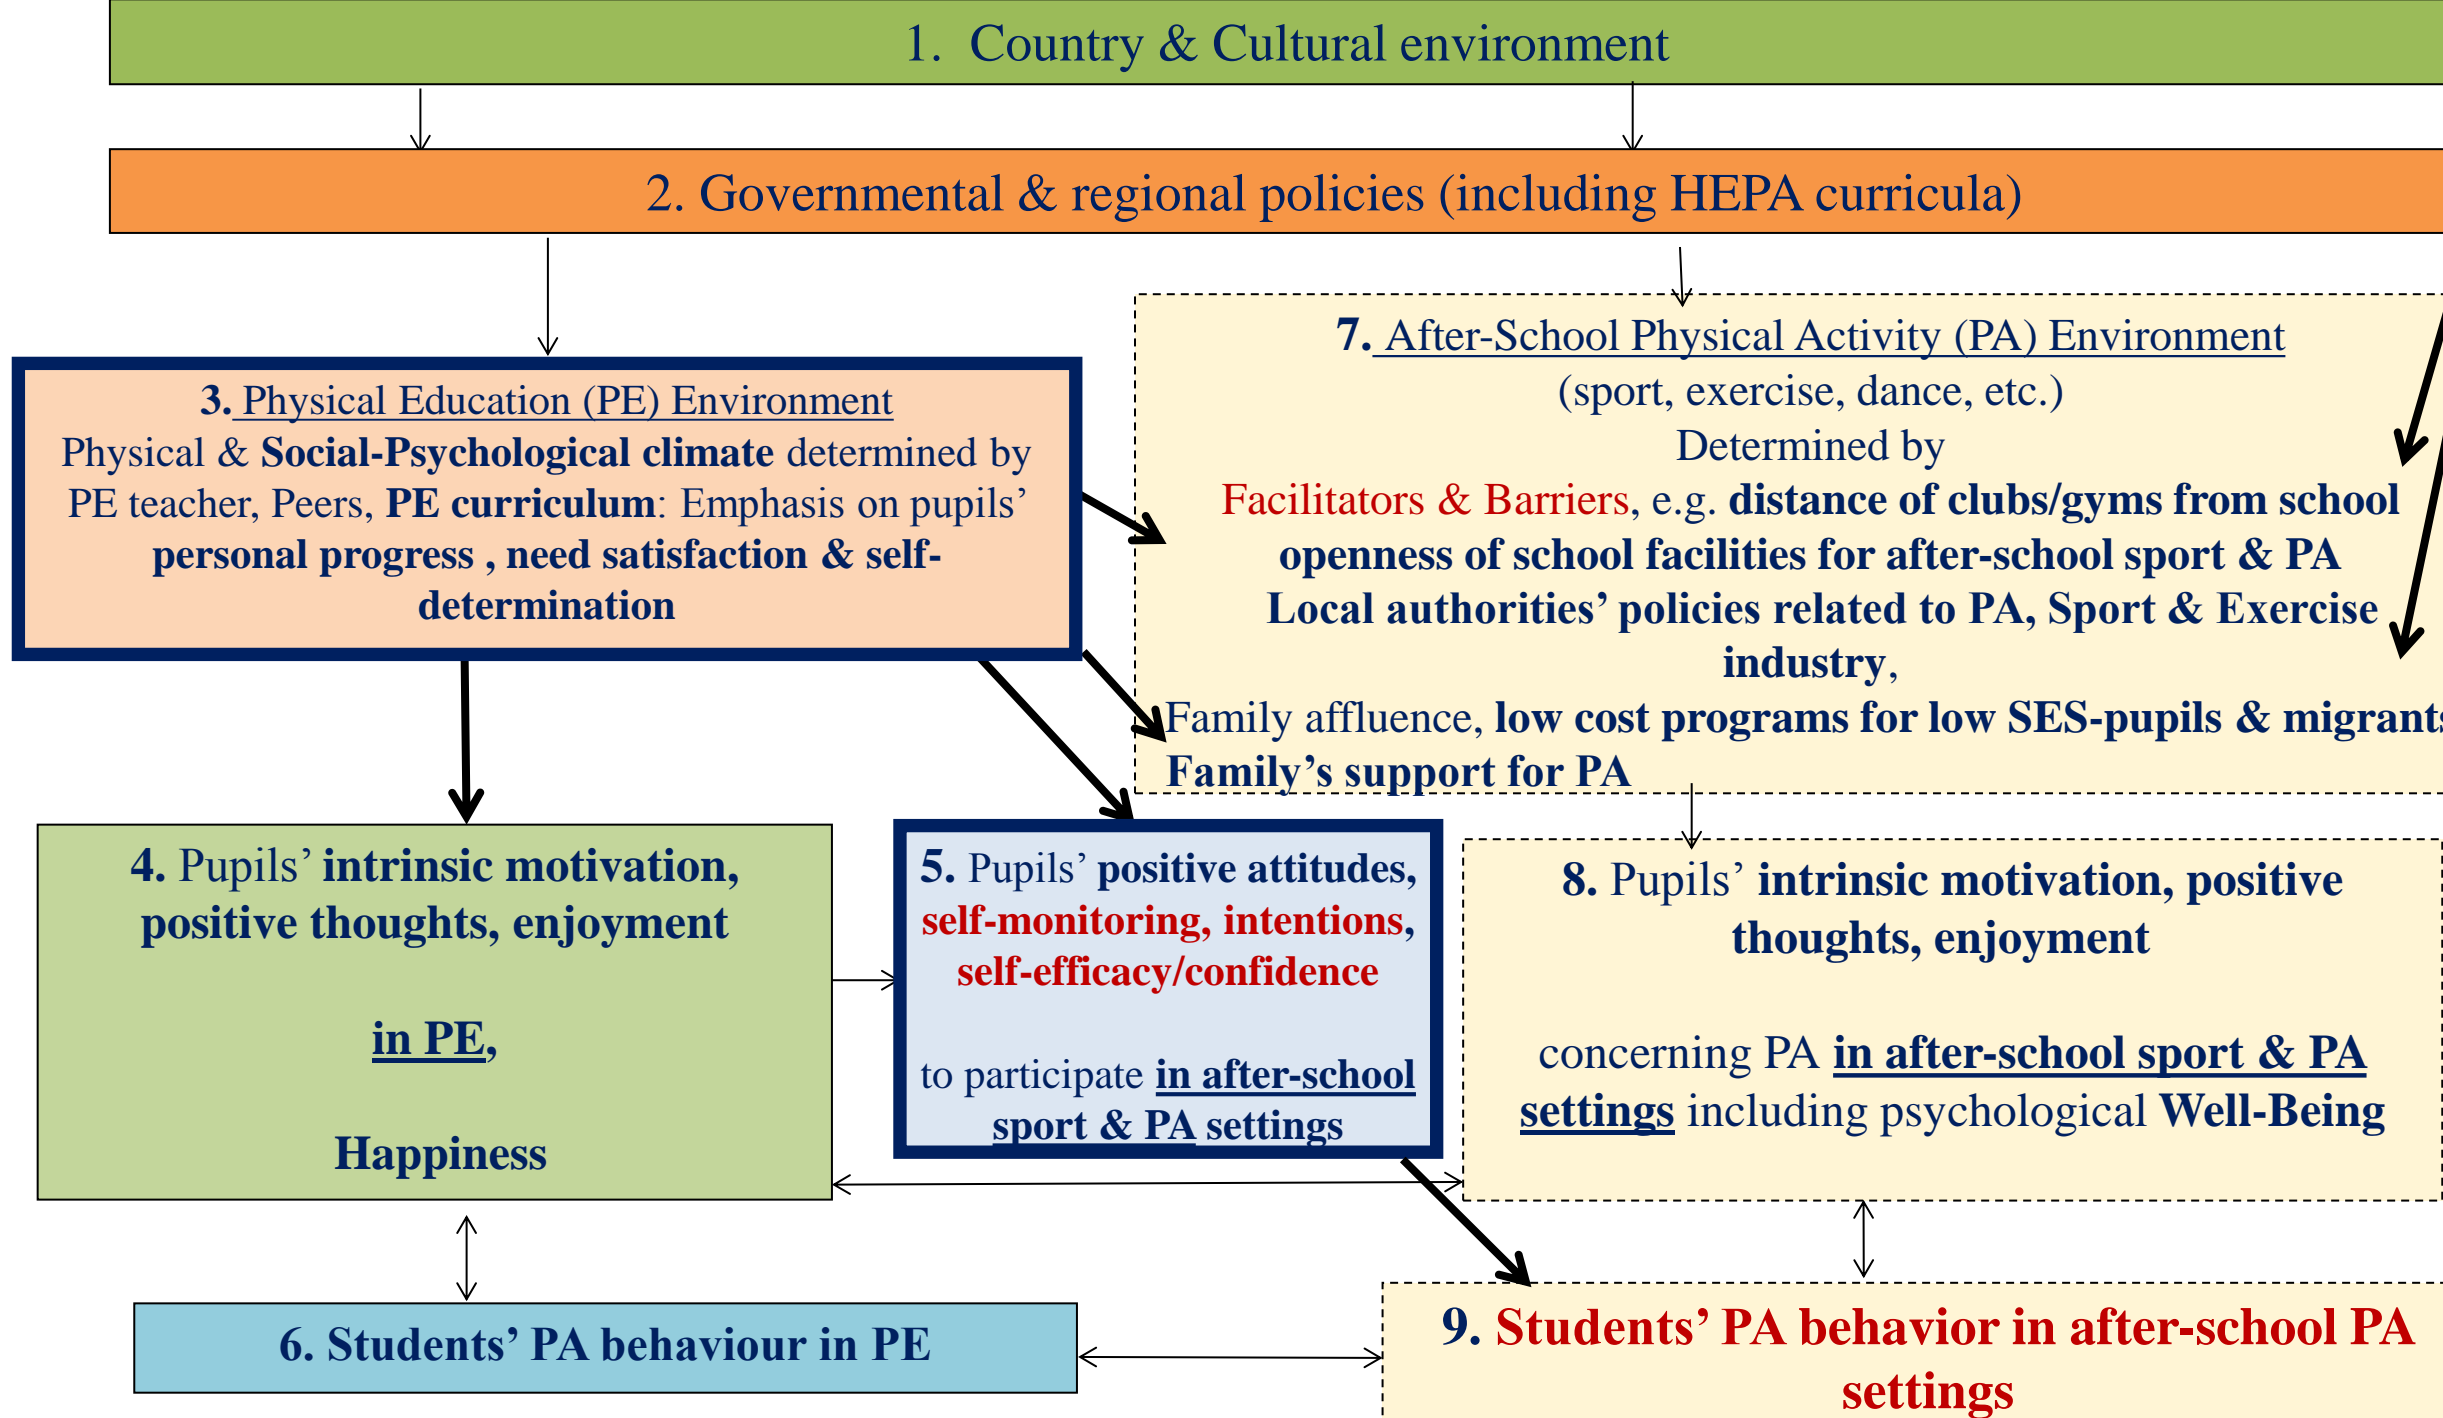 1. Country & Cultural environment
2. Governmental & regional policies (including HEPA curricula)
3. Physical Education (PE) Environment
Physical & Social-Psychological climate determined by
PE teacher, Peers, PE curriculum: Emphasis on pupils’
personal progress , need satisfaction & self-
determination
7. After-School Physical Activity (PA) Environment
(sport, exercise, dance, etc.)
Determined by
Facilitators & Barriers, e.g. distance of clubs/gyms from school
openness of school facilities for after-school sport & PA
Local authorities’ policies related to PA, Sport & Exercise
industry,
Family affluence, low cost programs for low SES-pupils & migrants
Family’s support for PA
4. Pupils’ intrinsic motivation,
positive thoughts, enjoyment
in PE,
Happiness
5. Pupils’ positive attitudes,
self-monitoring, intentions,
self-efficacy/confidence
to participate in after-school
sport & PA settings
8. Pupils’ intrinsic motivation, positive
thoughts, enjoyment
concerning PA in after-school sport & PA
settings including psychological Well-Being
6. Students’ PA behaviour in PE
9. Students’ PA behavior in after-school PA
settings